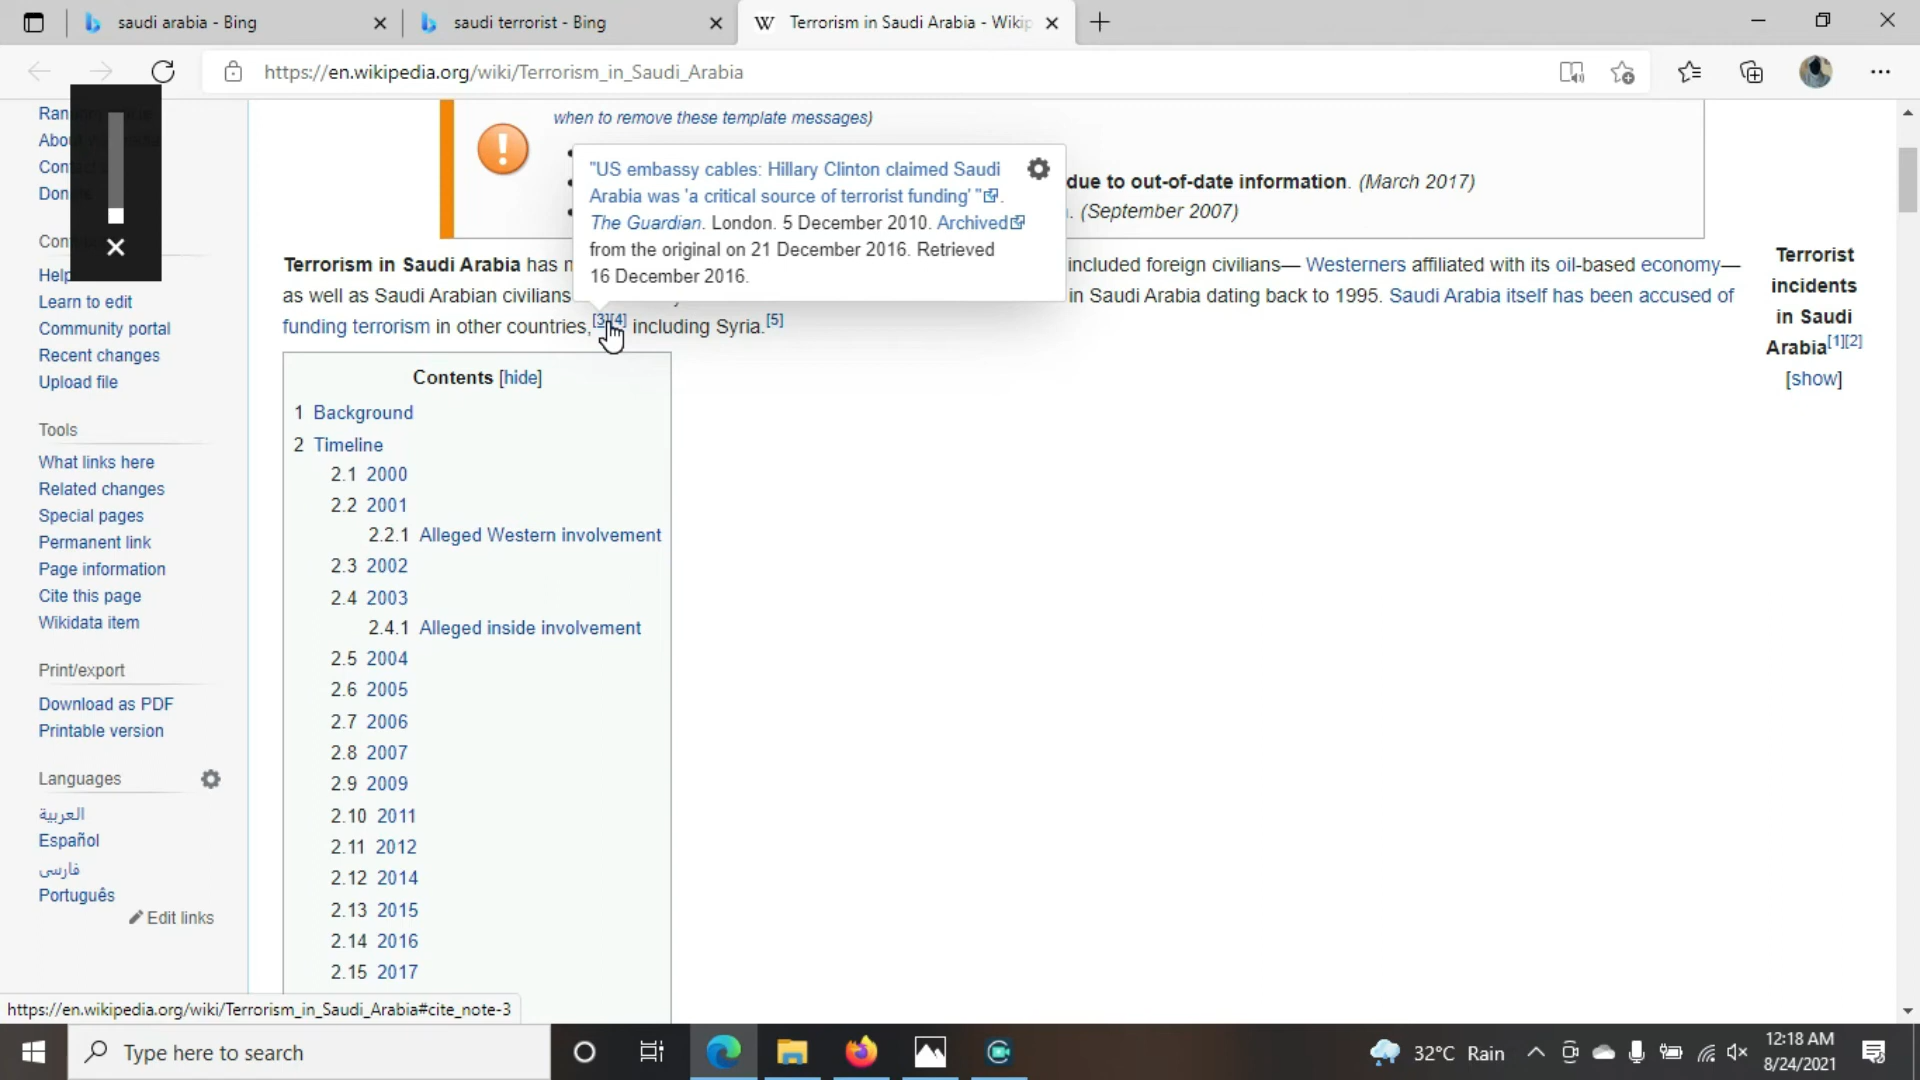 saudi arabia - Bing
saudi terrorist - Bing
Terrorism in Saudi Arabia - Wikip
https://en.wikipedia.org/wiki/Terrorism_in_Saudi_Arabia
Contact
Help
Learn to edit
Community portal
Recent changes
Upload file
Tools
What links here
Related changes
Special pages
Permanent link
Page information
Cite this page
Wikidata item
Print/export
Download as PDF
Printable version
Languages
العربية
Español
فارسی
Português
Edit links
when to remove these template messages)
due to out-of-date information. (March 2017)
. (September 2007)
"US embassy cables: Hillary Clinton claimed Saudi
Arabia was 'a critical source of terrorist funding' ".
The Guardian. London. 5 December 2010. Archived
from the original on 21 December 2016. Retrieved
16 December 2016.
Terrorism in Saudi Arabia has included foreign civilians— Westerners affiliated with its oil-based economy—
as well as Saudi Arabian civilians in Saudi Arabia dating back to 1995. Saudi Arabia itself has been accused of
funding terrorism in other countries,[3][4] including Syria.[5]
Terrorist
incidents
in Saudi
Arabia[1][2]
[show]
Contents [hide]
1 Background
2 Timeline
2.1 2000
2.2 2001
2.2.1 Alleged Western involvement
2.3 2002
2.4 2003
2.4.1 Alleged inside involvement
2.5 2004
2.6 2005
2.7 2006
2.8 2007
2.9 2009
2.10 2011
2.11 2012
2.12 2014
2.13 2015
2.14 2016
2.15 2017
https://en.wikipedia.org/wiki/Terrorism_in_Saudi_Arabia#cite_note-3
Type here to search
32°C Rain
12:18 AM
8/24/2021